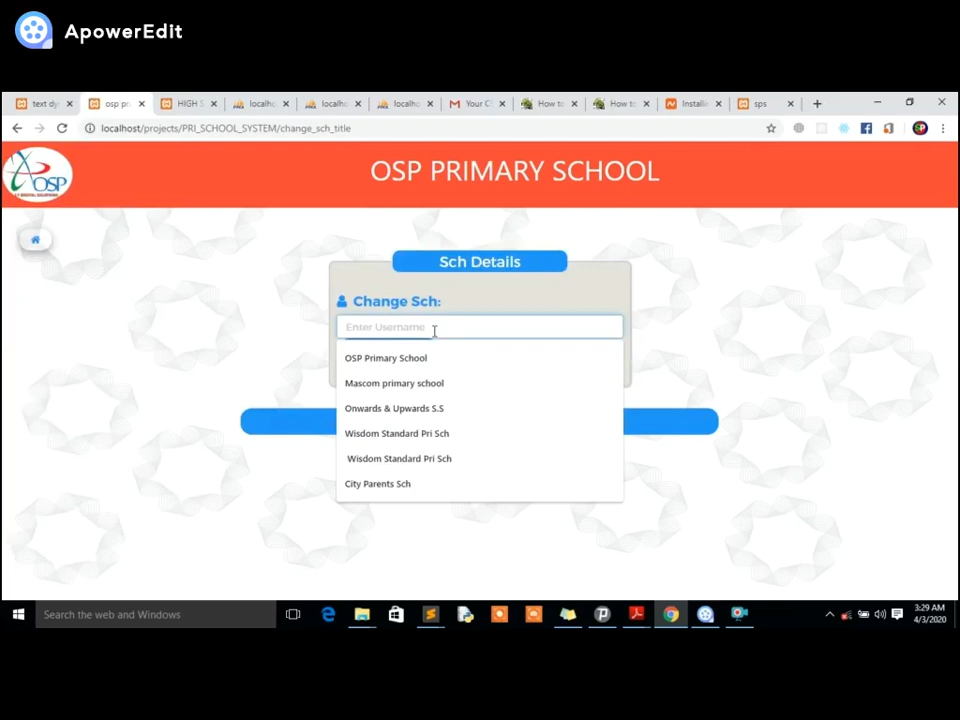 ApowerEdit
text dy
osp pr
HIGH S
localho
localho
localho
Your C
How to
How to
Installi
sps
localhost/projects/PRI_SCHOOL_SYSTEM/change_sch_title
SP
OSP
OSP PRIMARY SCHOOL
Sch Details
Change Sch:
Enter Username
OSP Primary School
Mascom primary school
Onwards & Upwards S.S
Wisdom Standard Pri Sch
Wisdom Standard Pri Sch
City Parents Sch
Search the web and Windows
3:29 AM
4/3/2020